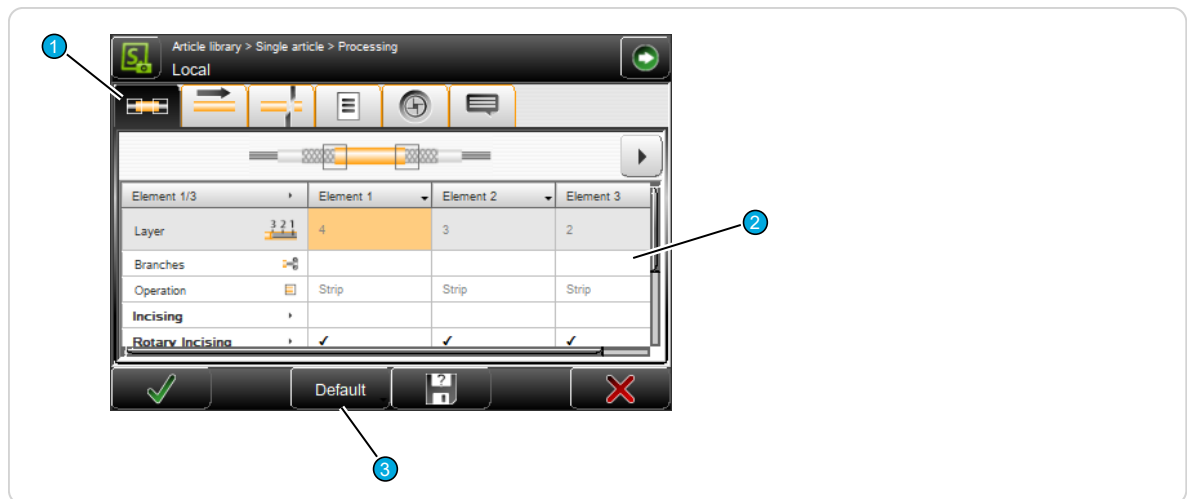 1
Article library > Single article > Processing
Local
Element 1/3 Element 1 Element 2 Element 3
Layer 3 2 1 4 3 2
2
Branches
Operation Strip Strip Strip
Incising
Rotary Incising ✓ ✓ ✓
Default ?
3